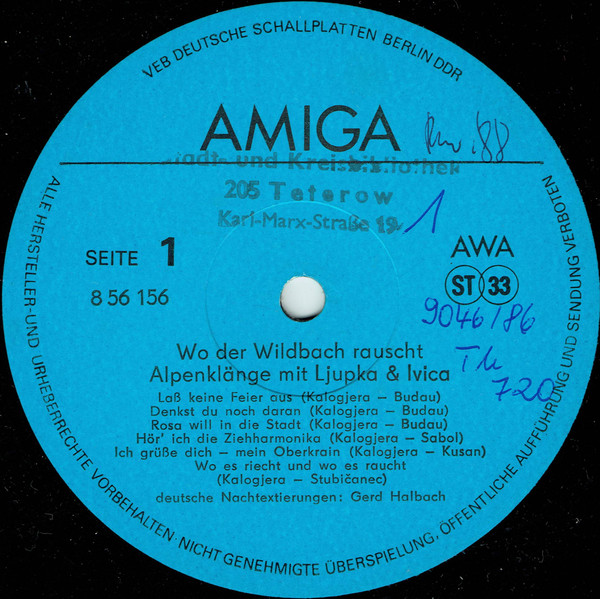 VEB DEUTSCHE SCHALLPLATTEN BERLIN DDR
AMIGA
88
Stadt- und Kreisbibliothek
205 Teterow
Karl-Marx-Straße 19
1
SEITE 1
8 56 156
AWA
ST 33
9046/86
720
Wo der Wildbach rauscht
Alpenklänge mit Ljupka & Ivica
Laß keine Feier aus (Kalogjera – Budau)
Denkst du noch daran (Kalogjera – Budau)
Rosa will in die Stadt (Kalogjera – Budau)
Hör' ich die Ziehharmonika (Kalogjera – Sabol)
Ich grüße dich – mein Oberkrain (Kalogjera – Kusan)
Wo es riecht und wo es raucht
(Kalogjera – Stubičanec)
deutsche Nachtextierungen: Gerd Halbach
ALLE HERSTELLER-UND URHEBERRECHTE VORBEHALTEN·NICHT GENEHMIGTE ÜBERSPIELUNG, ÖFFENTLICHE AUFFÜHRUNG UND SENDUNG VERBOTEN